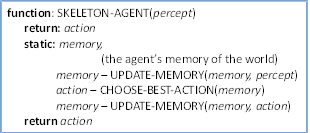 function: SKELETON-AGENT(percept)
return: action
static: memory,
(the agent's memory of the world)
memory – UPDATE-MEMORY(memory, percept)
action – CHOOSE-BEST-ACTION(memory)
memory – UPDATE-MEMORY(memory, action)
return action